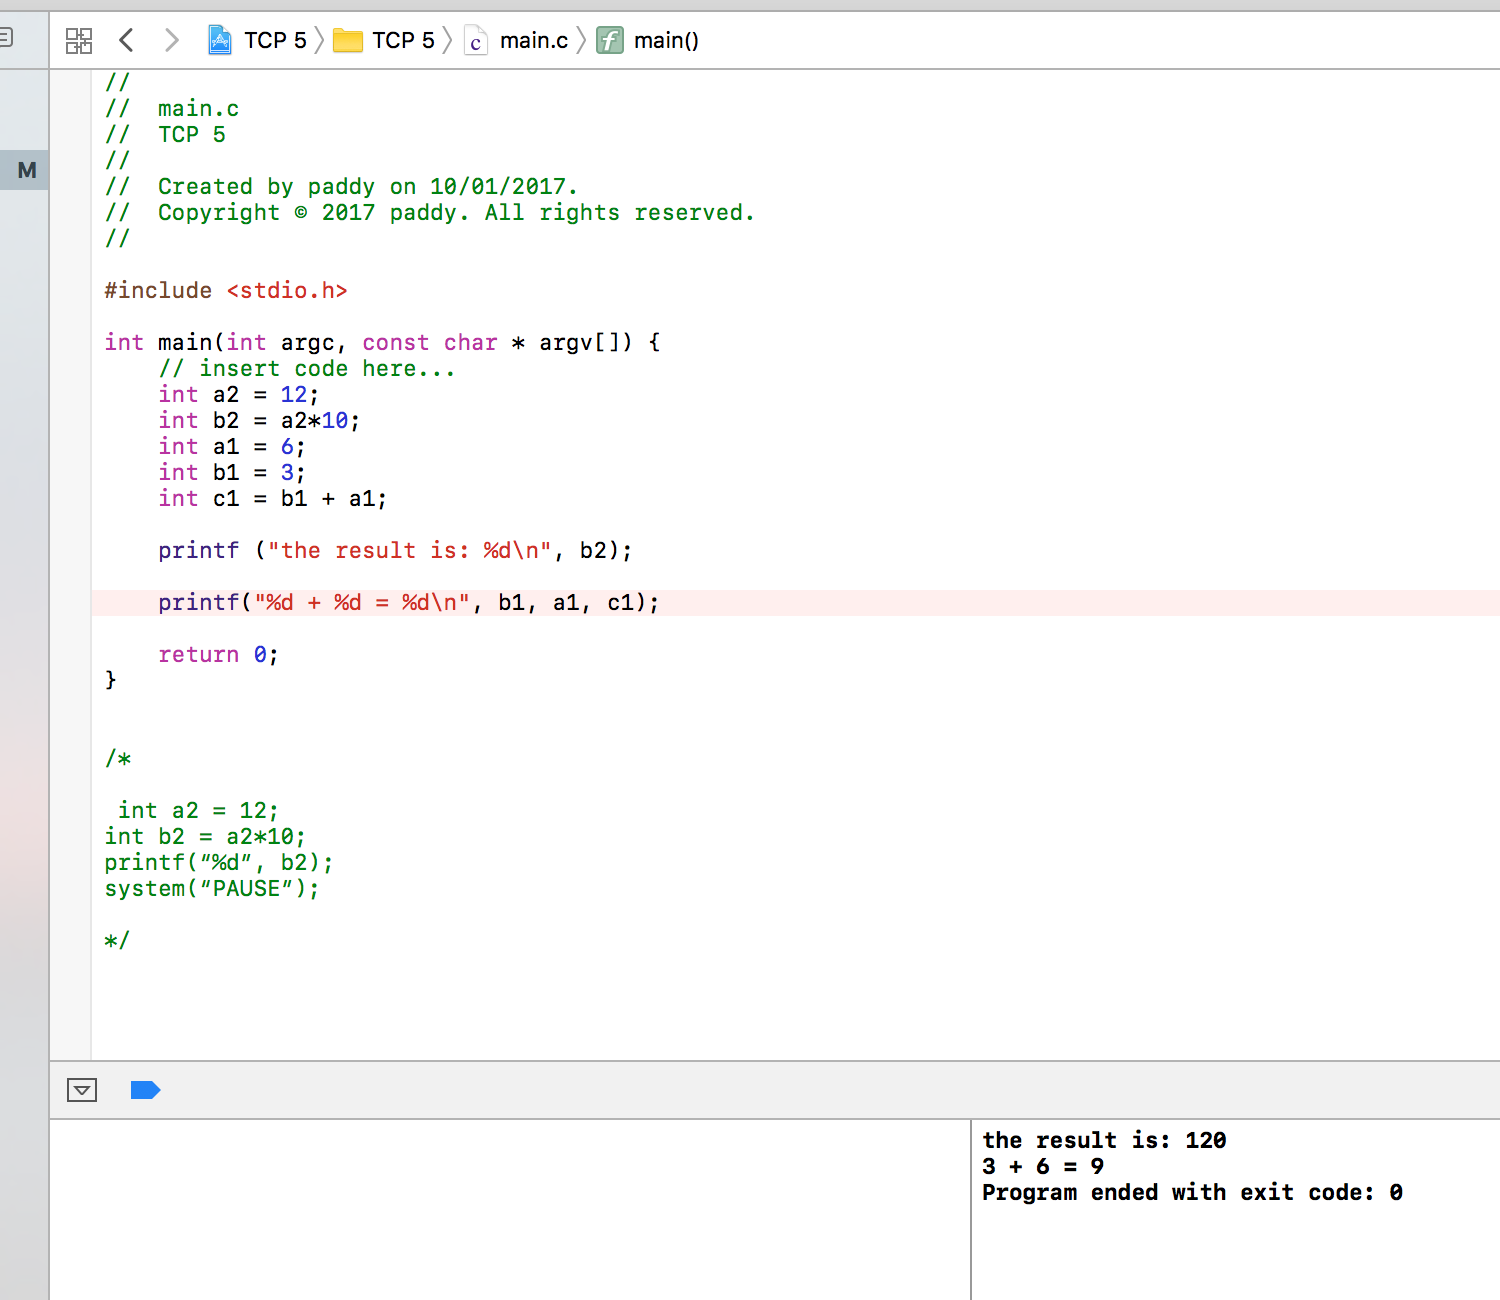 TCP 5 TCP 5 c main.c f main()
//
// main.c
// TCP 5
//
M
// Created by paddy on 10/01/2017.
// Copyright © 2017 paddy. All rights reserved.
//
#include <stdio.h>
int main(int argc, const char * argv[]) {
// insert code here...
int a2 = 12;
int b2 = a2*10;
int a1 = 6;
int b1 = 3;
int c1 = b1 + a1;
printf ("the result is: %d\n", b2);
printf("%d + %d = %d\n", b1, a1, c1);
return 0;
}
/*
int a2 = 12;
int b2 = a2*10;
printf(“%d”, b2);
system(“PAUSE”);
*/
the result is: 120
3 + 6 = 9
Program ended with exit code: 0